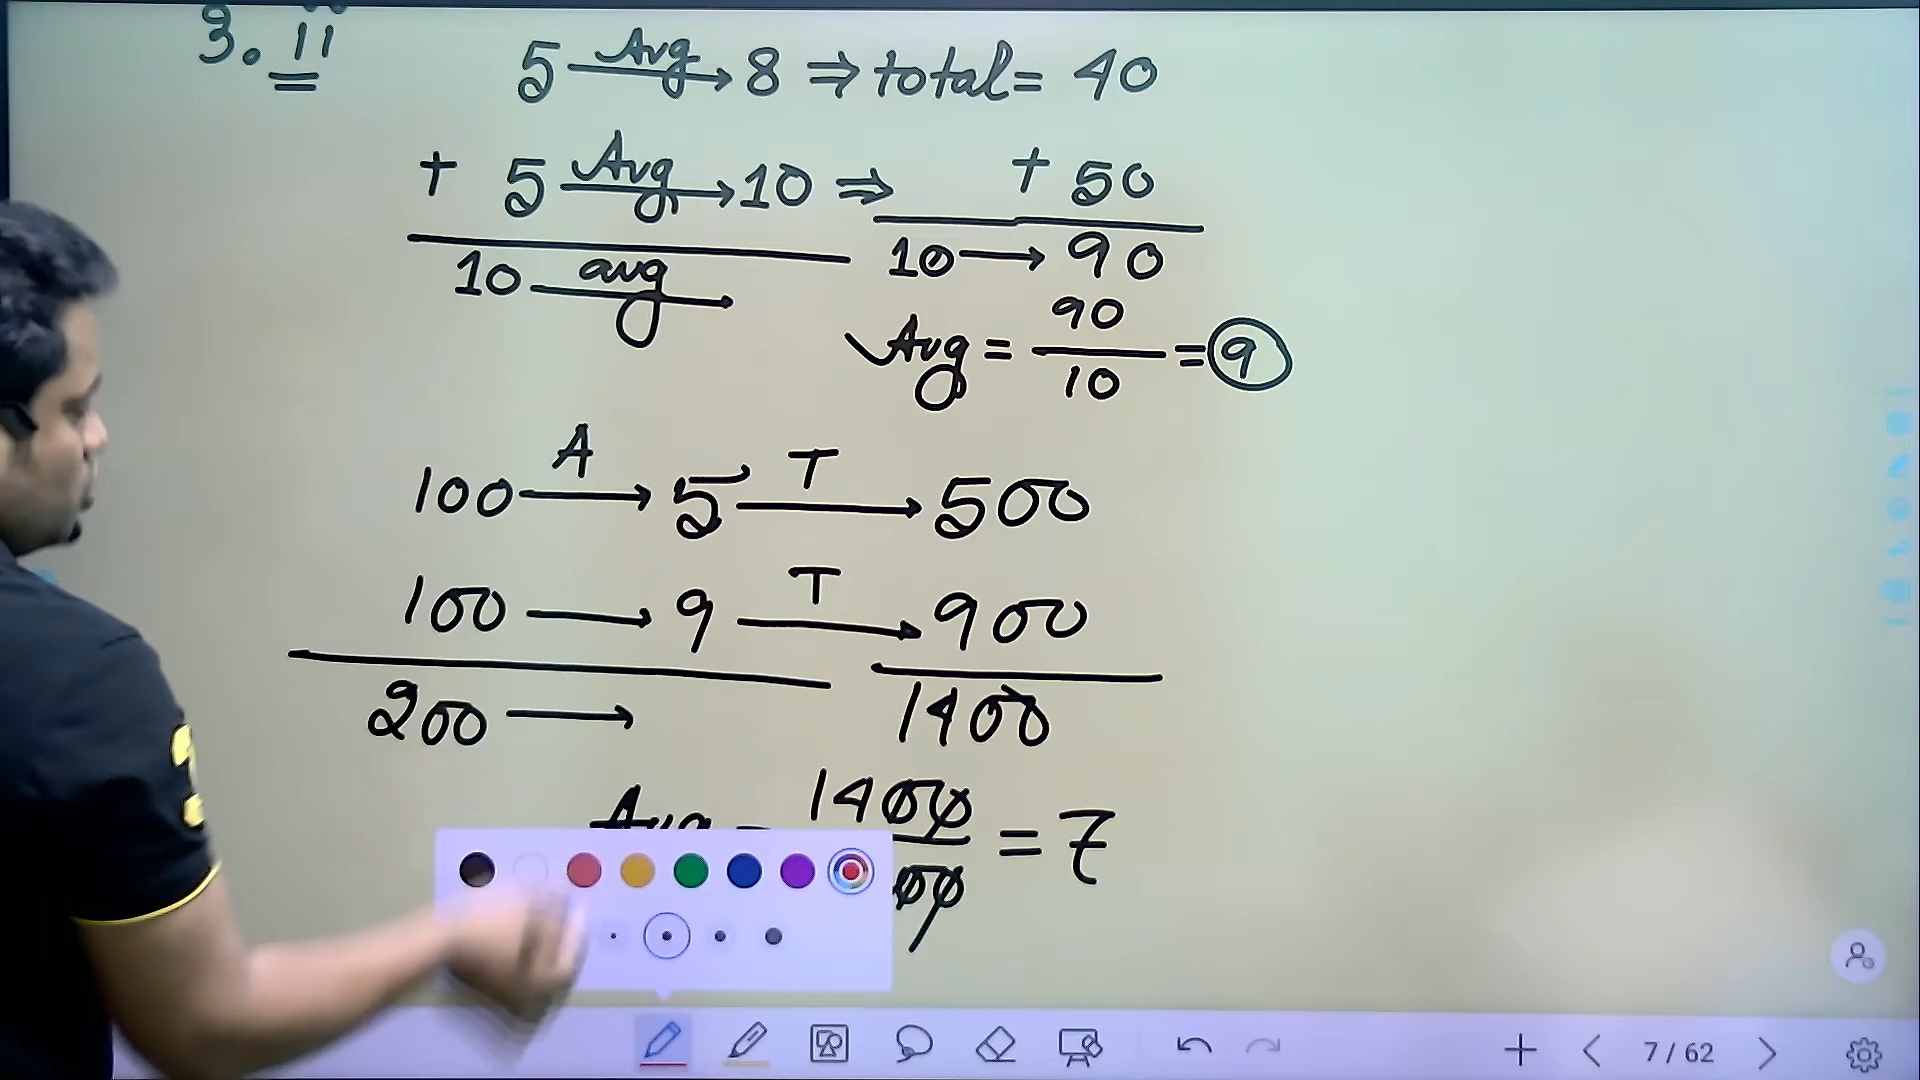 3. ii
5 Avg→ 8 ⇒ total = 40
+ 5 Avg→ 10 ⇒ + 50
10 avg→ 10 → 90
Avg = 90/10 = 9
100 A→ 5 T→ 500
100 → 9 T→ 900
200 → 1400
1400
= 7
7 / 62